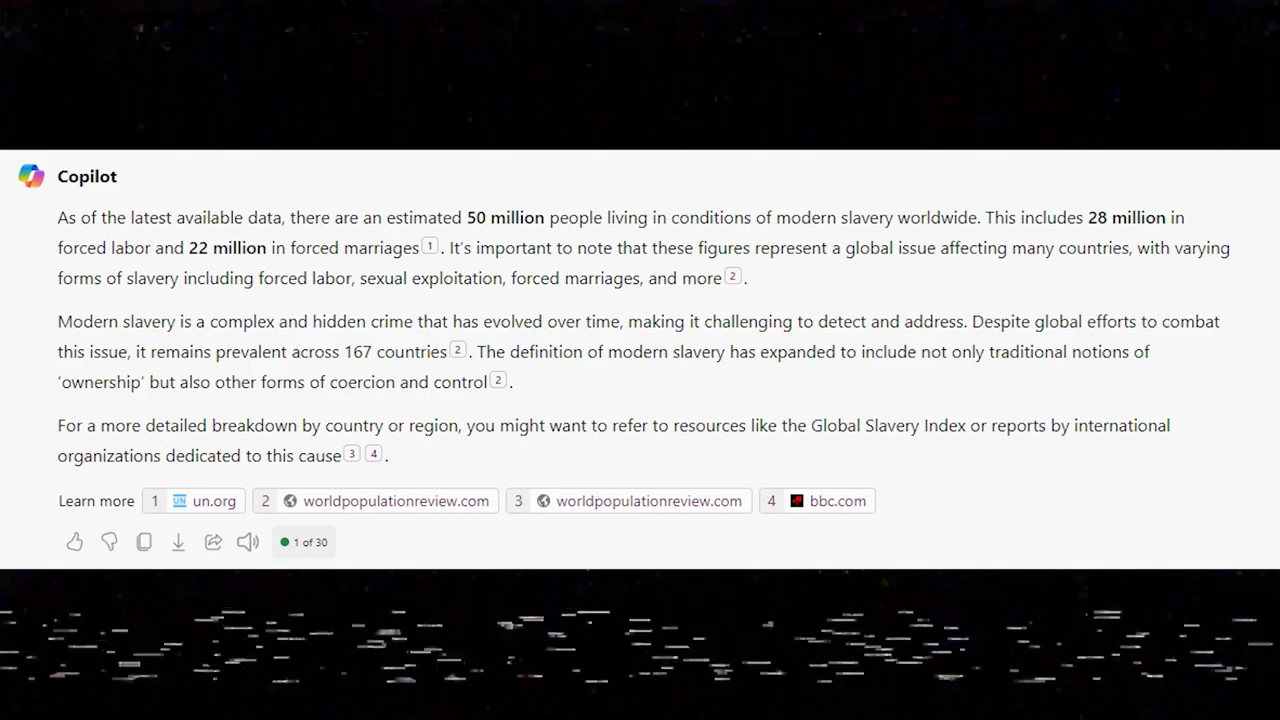 Copilot
As of the latest available data, there are an estimated 50 million people living in conditions of modern slavery worldwide. This includes 28 million in
forced labor and 22 million in forced marriages 1 . It's important to note that these figures represent a global issue affecting many countries, with varying
forms of slavery including forced labor, sexual exploitation, forced marriages, and more 2 .
Modern slavery is a complex and hidden crime that has evolved over time, making it challenging to detect and address. Despite global efforts to combat
this issue, it remains prevalent across 167 countries 2 . The definition of modern slavery has expanded to include not only traditional notions of
'ownership' but also other forms of coercion and control 2 .
For a more detailed breakdown by country or region, you might want to refer to resources like the Global Slavery Index or reports by international
organizations dedicated to this cause 3 4 .
Learn more 1 UN un.org 2 worldpopulationreview.com 3 worldpopulationreview.com 4 bbc.com
1 of 30